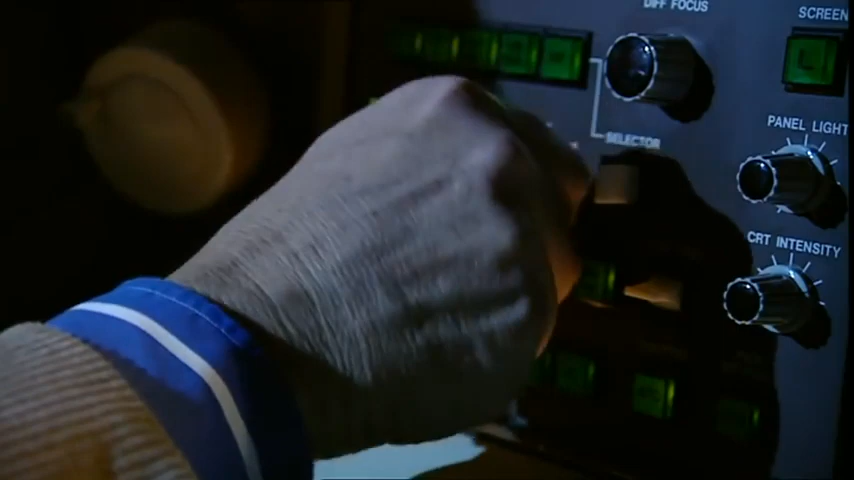 DIFF FOCUS
SCREEN
L
SELECTOR
PANEL LIGHT
CRT INTENSITY